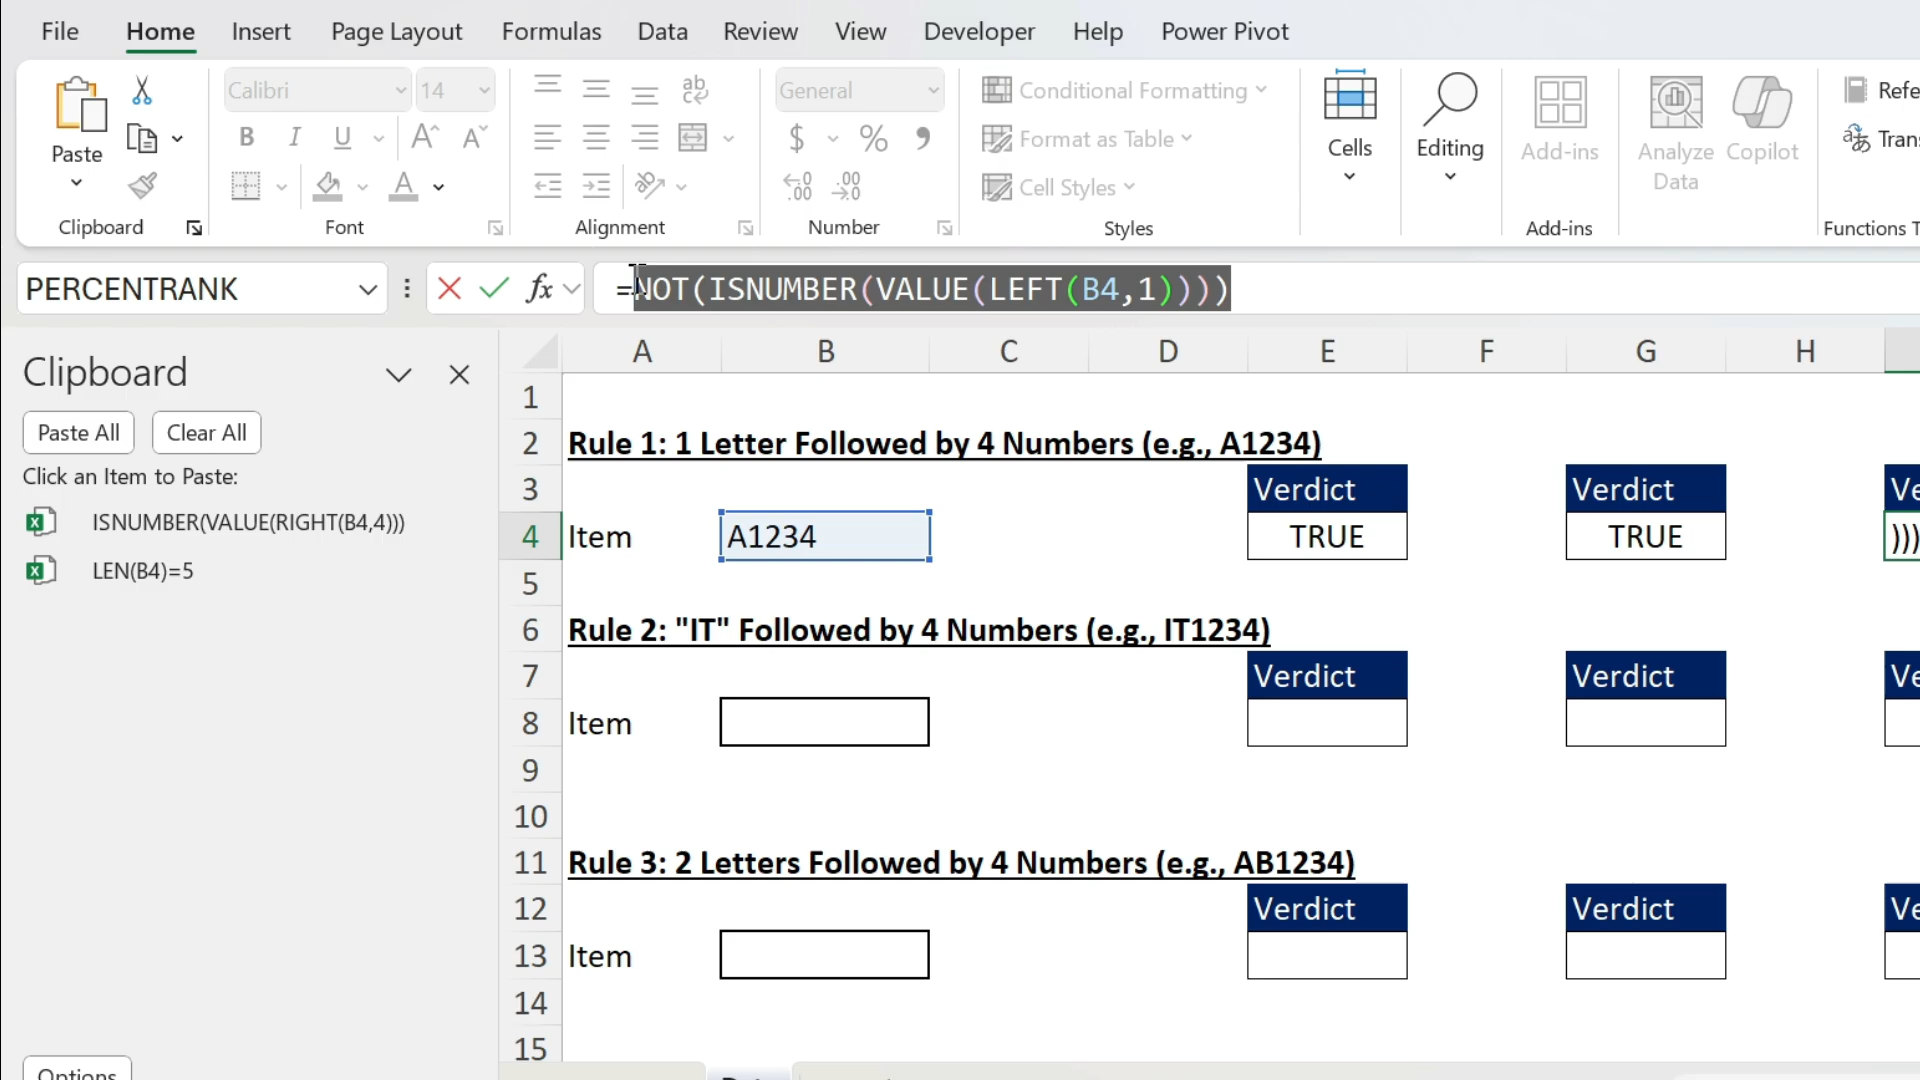 File Home Insert Page Layout Formulas Data Review View Developer Help Power Pivot
Calibri 14 General Conditional Formatting
Format as Table
Cell Styles
Paste
B I U A A $ % 9
ab
Cells Editing Add-ins Analyze Data Copilot
Clipboard Font Alignment Number Styles Add-ins
PERCENTRANK fx =NOT(ISNUMBER(VALUE(LEFT(B4,1))))
Clipboard
Paste All Clear All
Click an Item to Paste:
ISNUMBER(VALUE(RIGHT(B4,4)))
LEN(B4)=5
Options
A B C D E F G H
1
2 Rule 1: 1 Letter Followed by 4 Numbers (e.g., A1234)
3 Verdict Verdict Ve
4 Item A1234 TRUE TRUE )))
5
6 Rule 2: "IT" Followed by 4 Numbers (e.g., IT1234)
7 Verdict Verdict Ve
8 Item
9
10
11 Rule 3: 2 Letters Followed by 4 Numbers (e.g., AB1234)
12 Verdict Verdict Ve
13 Item
14
15